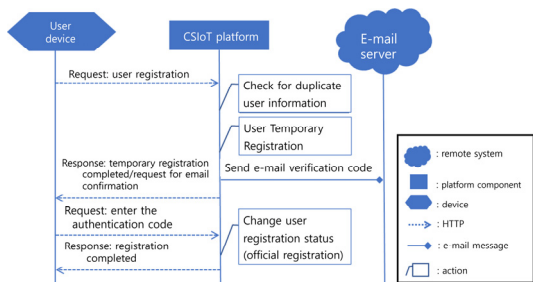 User
device
CSIoT platform
E-mail
server
Request: user registration
Check for duplicate
user information
User Temporary
Registration
Response: temporary registration
completed/request for email
confirmation
Send e-mail verification code
Request: enter the
authentication code
Change user
registration status
(official registration)
Response: registration
completed
: remote system
: platform component
: device
: HTTP
: e-mail message
: action